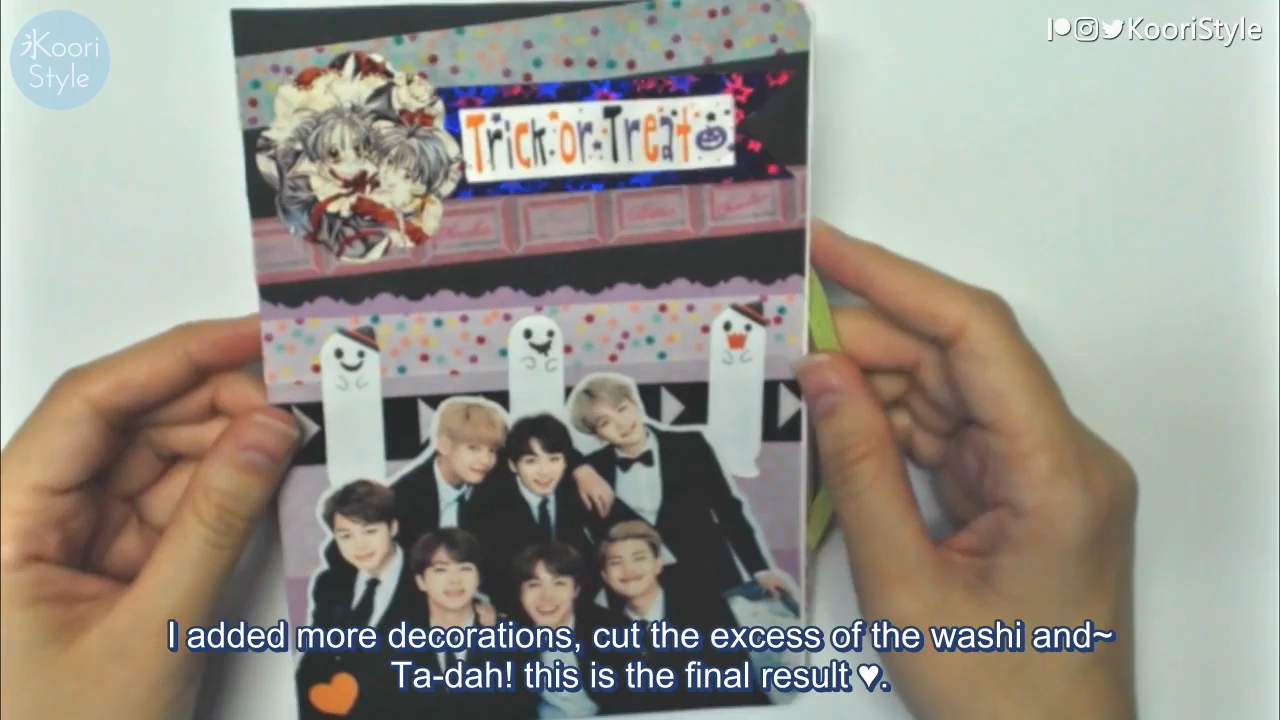 氷Koori
Style
KooriStyle
Trick or Treat
I added more decorations, cut the excess of the washi and~
Ta-dah! this is the final result ♥.